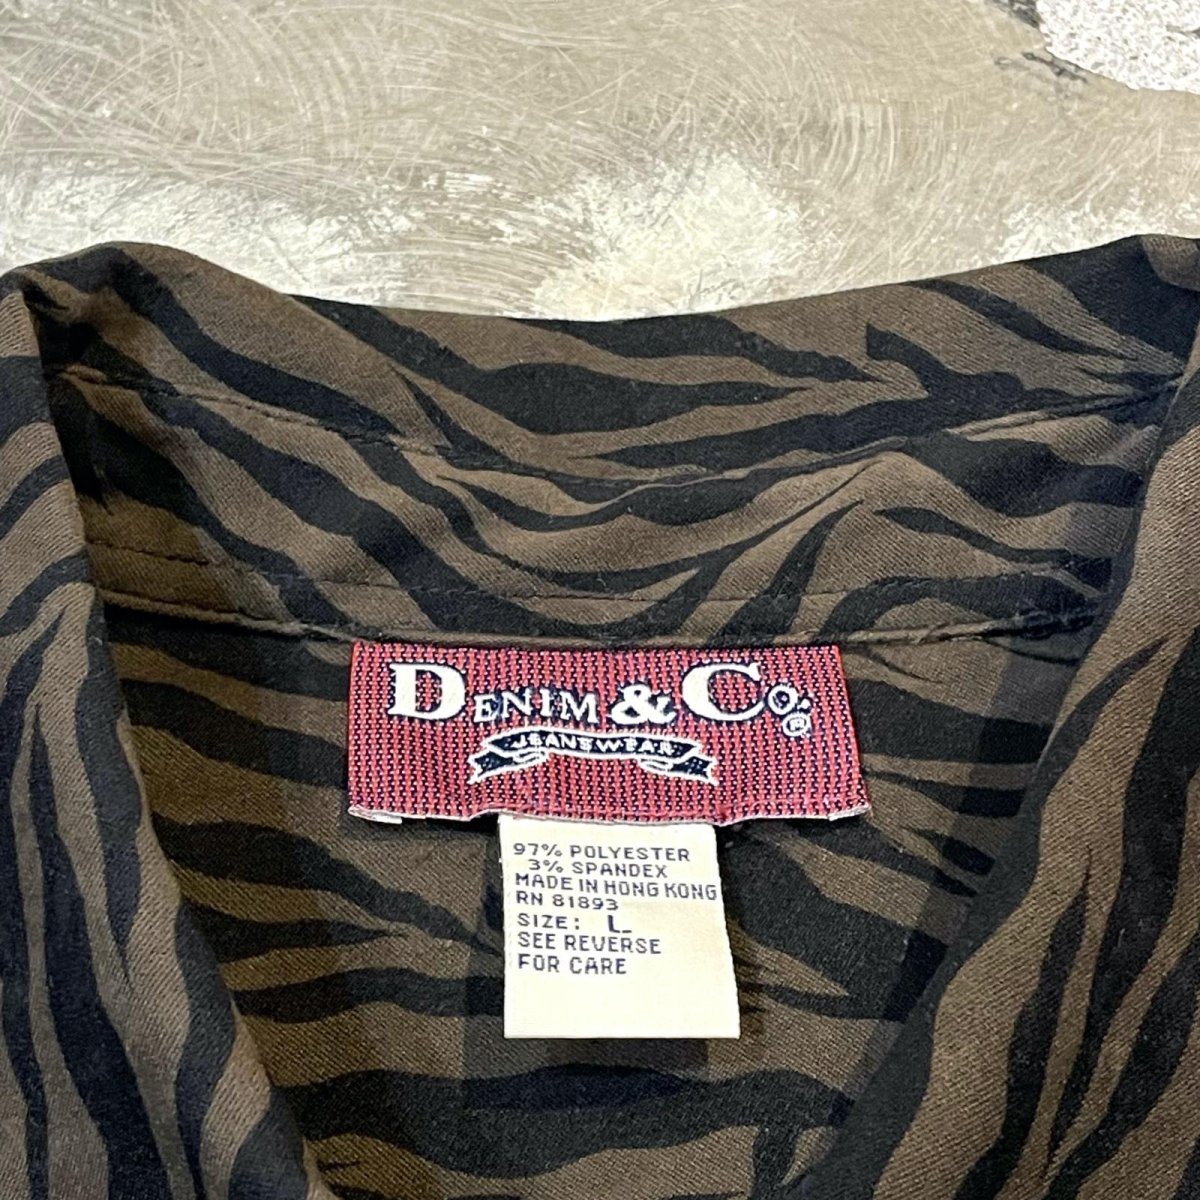 DENIM & CO. ®
JEANSWEAR
97% POLYESTER
3% SPANDEX
MADE IN HONG KONG
RN 81893
SIZE: L
SEE REVERSE
FOR CARE